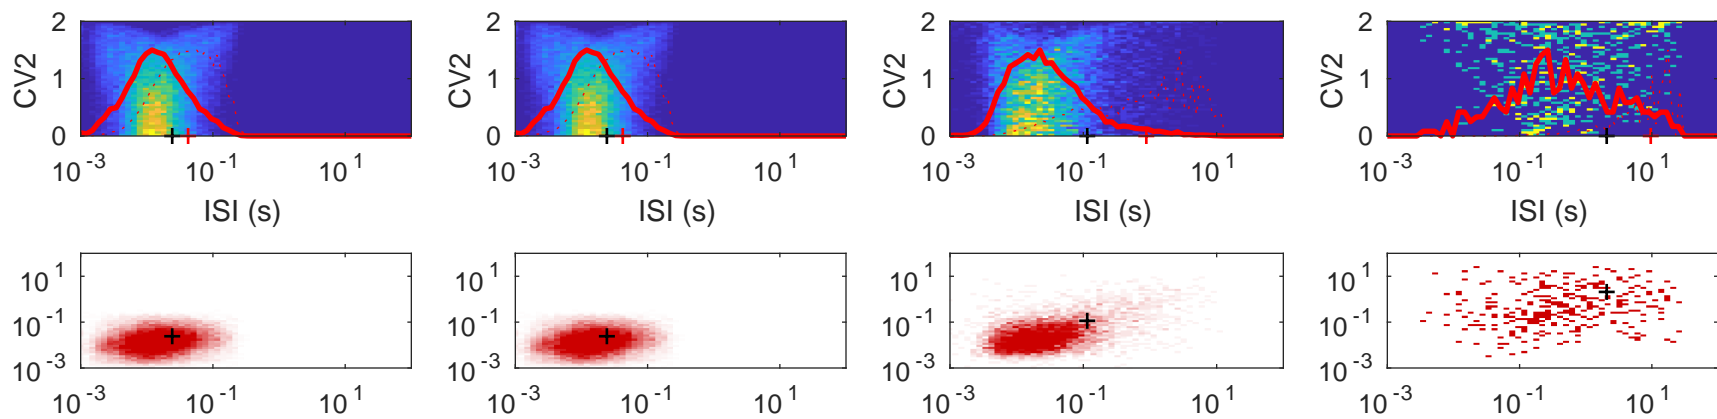 CV2 2 1 0 CV2 2 1 0 CV2 2 1 0 CV2 2 1 0
10^-3 10^-1 10^1 10^-3 10^-1 10^1 10^-3 10^-1 10^1 10^-3 10^-1 10^1
ISI (s) ISI (s) ISI (s) ISI (s)
10^1 10^-1 10^-3 10^1 10^-1 10^-3 10^1 10^-1 10^-3 10^1 10^-1 10^-3
10^-3 10^-1 10^1 10^-3 10^-1 10^1 10^-3 10^-1 10^1 10^-3 10^-1 10^1